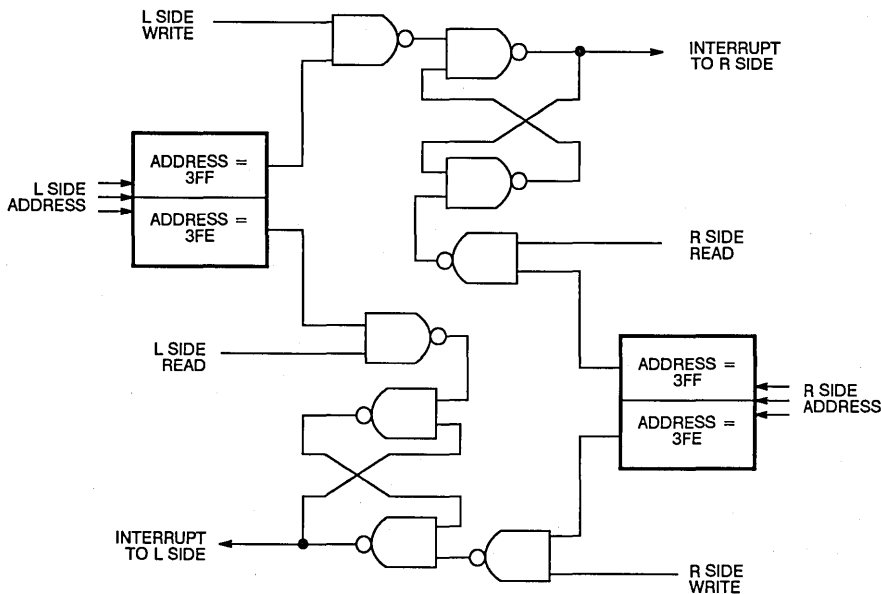 L SIDE
WRITE
INTERRUPT
TO R SIDE
ADDRESS =
3FF
L SIDE
ADDRESS
ADDRESS =
3FE
R SIDE
READ
L SIDE
READ
ADDRESS =
3FF
R SIDE
ADDRESS
ADDRESS =
3FE
INTERRUPT
TO L SIDE
R SIDE
WRITE